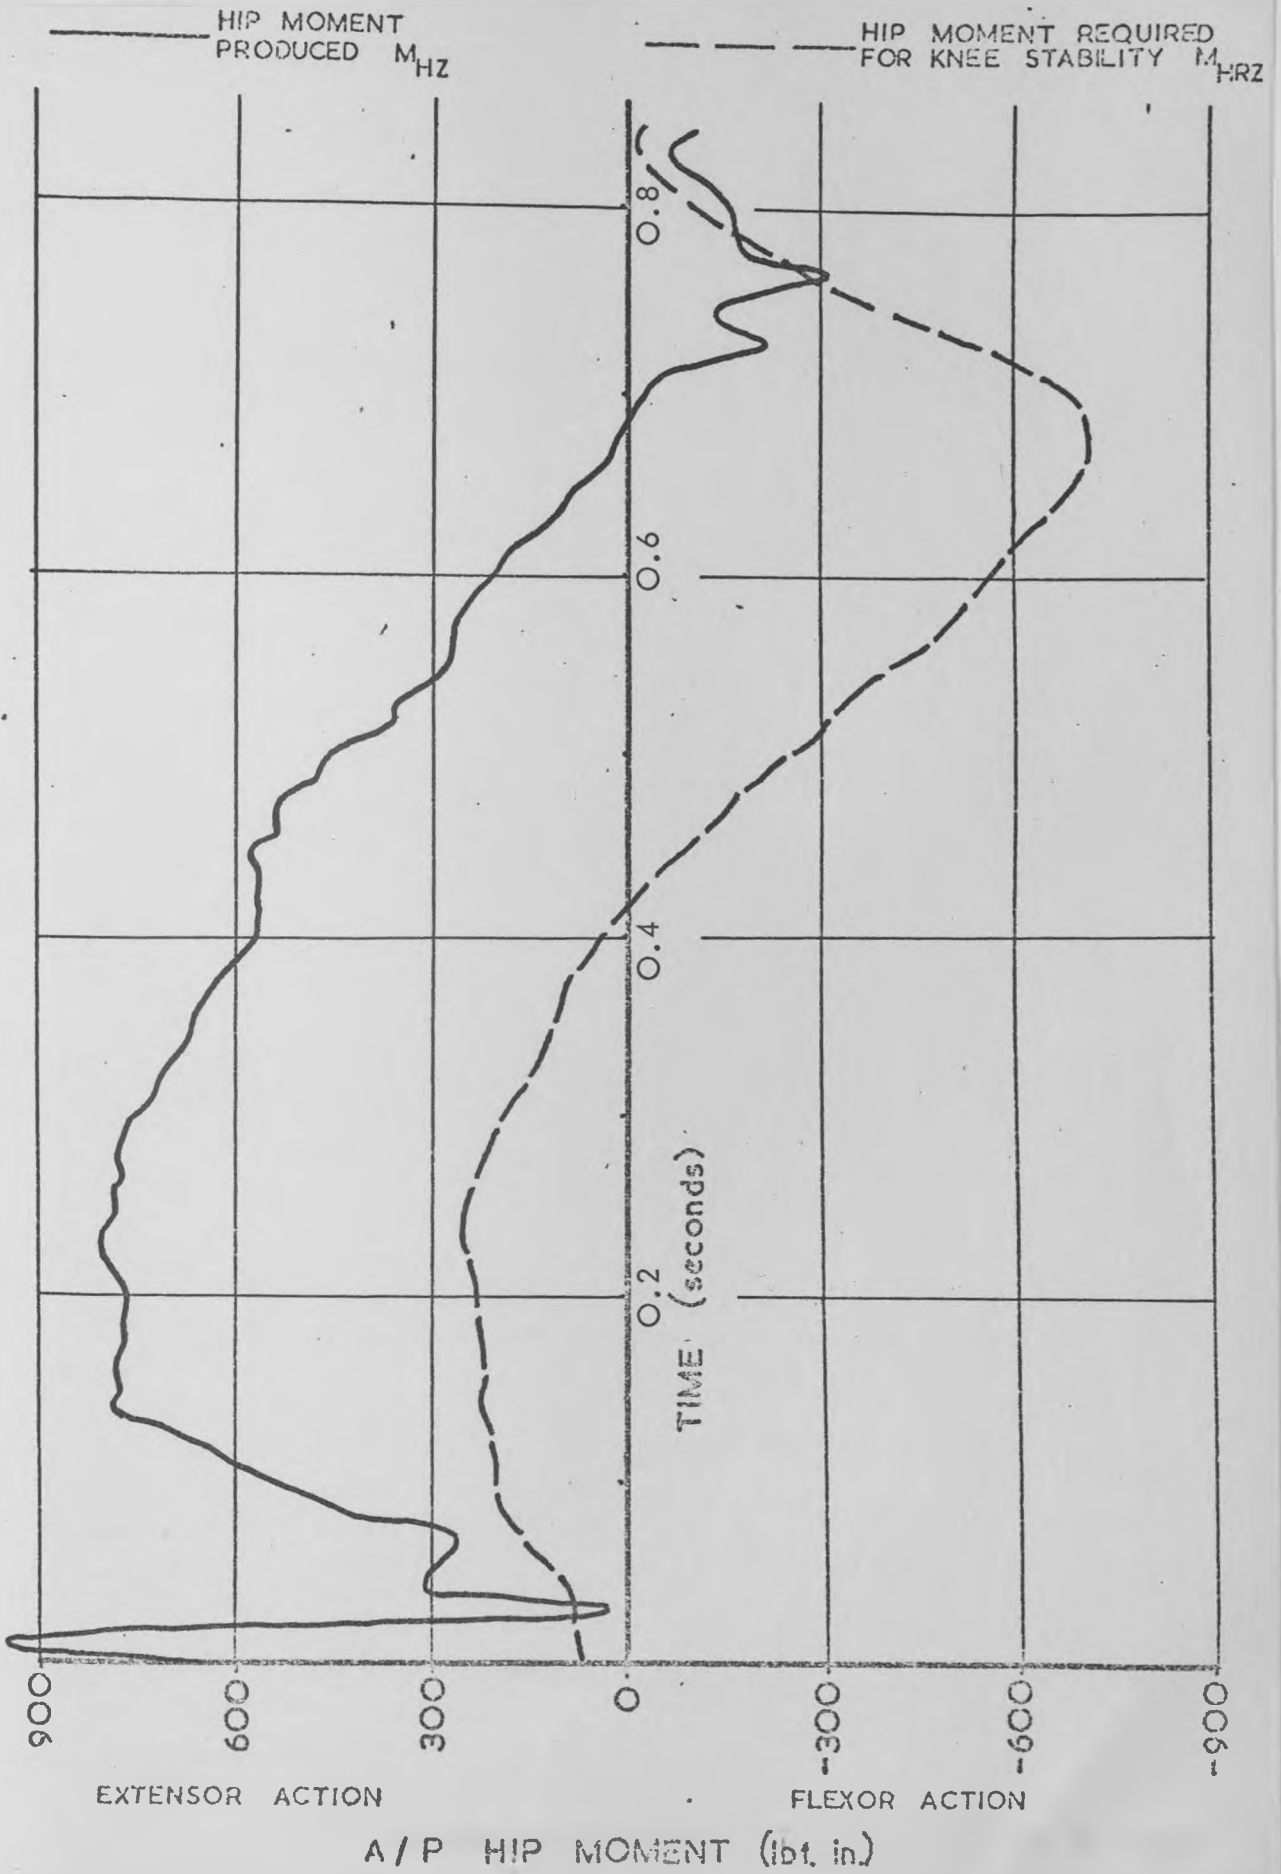 HIP MOMENT
PRODUCED M_HZ
HIP MOMENT REQUIRED
FOR KNEE STABILITY M_HRZ
0.8
0.6
0.4
0.2
TIME (seconds)
900
600
300
0
-300
-600
-900
EXTENSOR ACTION
FLEXOR ACTION
A/P HIP MOMENT (lbf. in.)